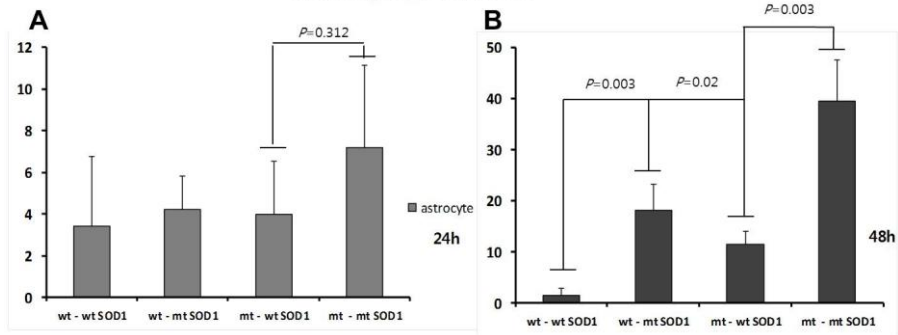 A
P=0.312
12
10
8
6
4
2
0
wt - wt SOD1 wt - mt SOD1 mt - wt SOD1 mt - mt SOD1
astrocyte
24h
B
P=0.003
P=0.003 P=0.02
50
40
30
20
10
0
wt - wt SOD1 wt - mt SOD1 mt - wt SOD1 mt - mt SOD1
48h